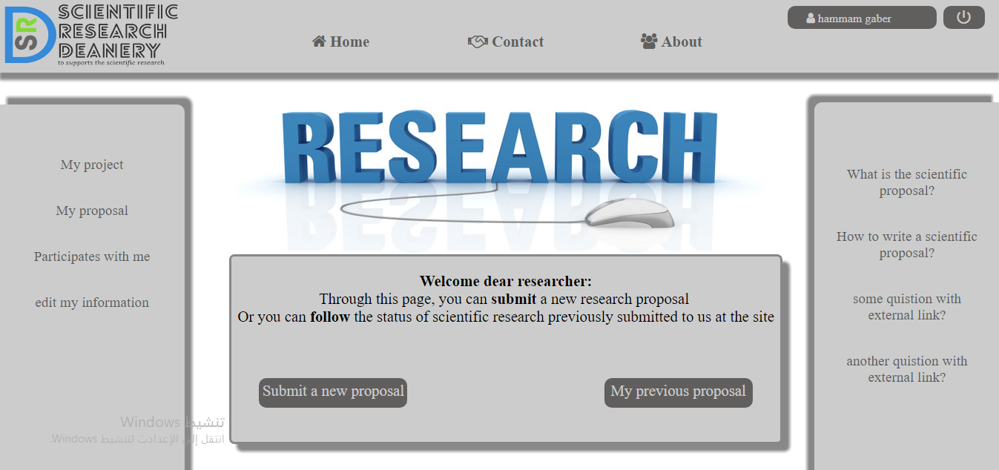 SR
SCIENTIFIC
RESEARCH
DEANERY
to supports the scientific research
Home
Contact
About
hammam gaber
My project
My proposal
Participates with me
edit my information
RESEARCH
Welcome dear researcher:
Through this page, you can submit a new research proposal
Or you can follow the status of scientific research previously submitted to us at the site
Submit a new proposal
My previous proposal
What is the scientific
proposal?
How to write a scientific
proposal?
some quistion with
external link?
another quistion with
external link?
تنشيط Windows
انتقل إلى الإعدادت لتنشيط Windows.